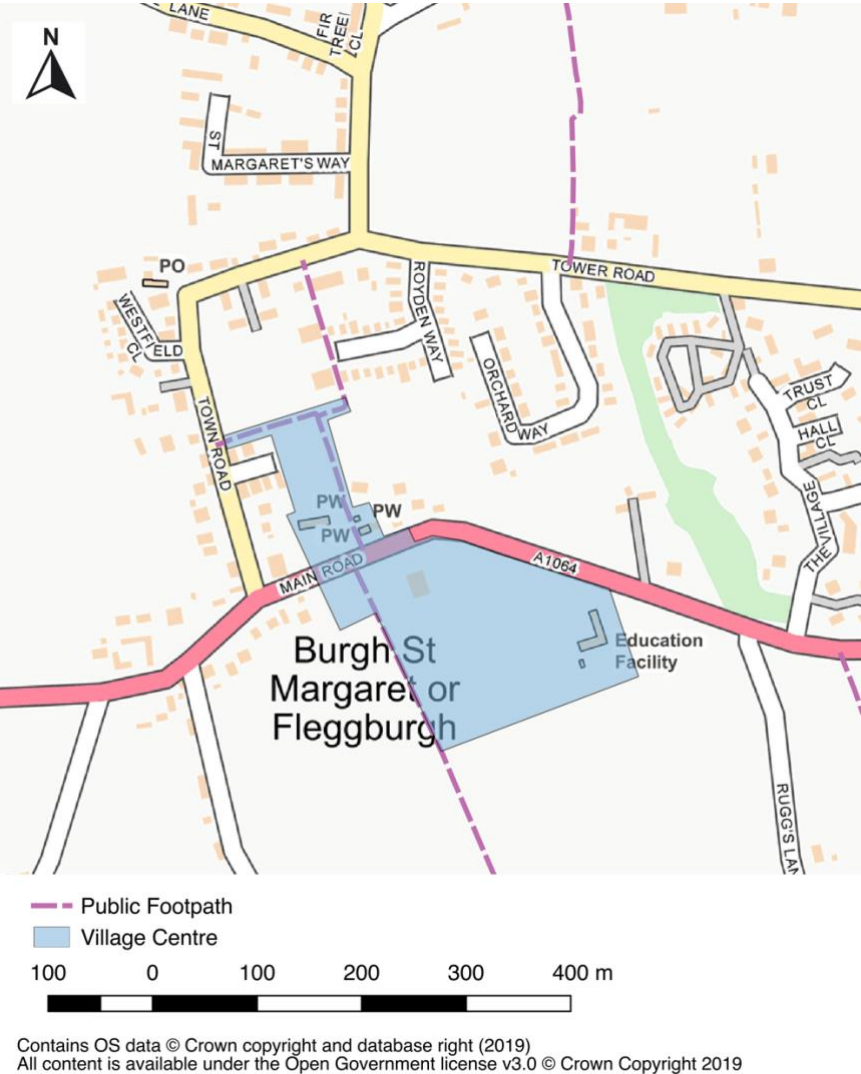 LANE
FIR
TREE
CL
N
ST
MARGARET'S WAY
PO
TOWER ROAD
ROYDEN WAY
WESTFI
ELD
CL
ORCHARD WAY
TRUST
CL
HALL
CL
TOWN ROAD
THE VILLAGE
PW
PW
PW
MAIN ROAD
A1064
Education
Facility
Burgh St
Margaret or
Fleggburgh
RUGG'S LAN
Public Footpath
Village Centre
100 0 100 200 300 400 m
Contains OS data © Crown copyright and database right (2019)
All content is available under the Open Government license v3.0 © Crown Copyright 2019